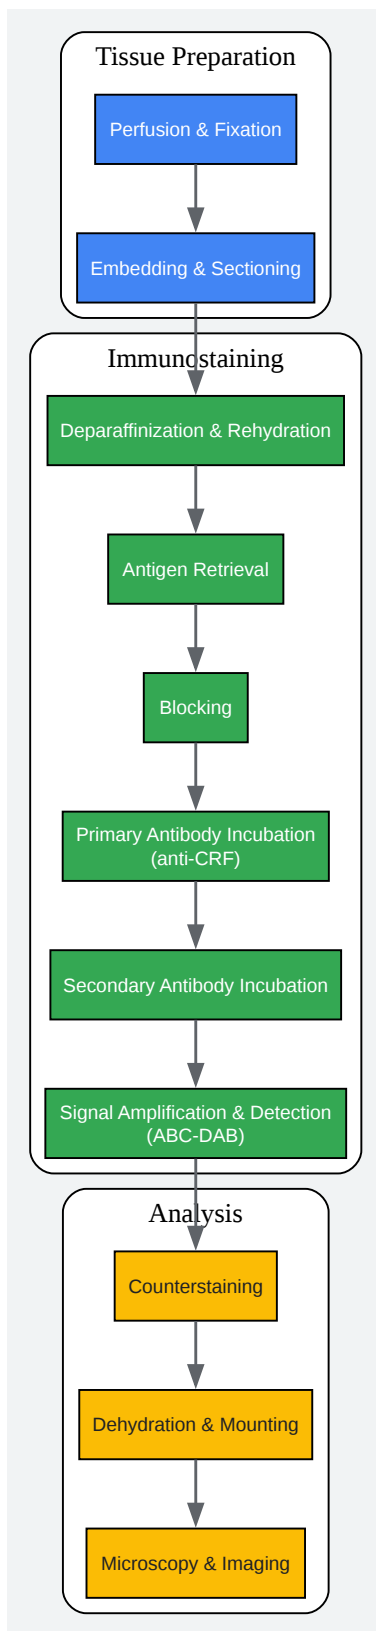 Tissue Preparation
Perfusion & Fixation
Embedding & Sectioning
Immunostaining
Deparaffinization & Rehydration
Antigen Retrieval
Blocking
Primary Antibody Incubation
(anti-CRF)
Secondary Antibody Incubation
Signal Amplification & Detection
(ABC-DAB)
Analysis
Counterstaining
Dehydration & Mounting
Microscopy & Imaging